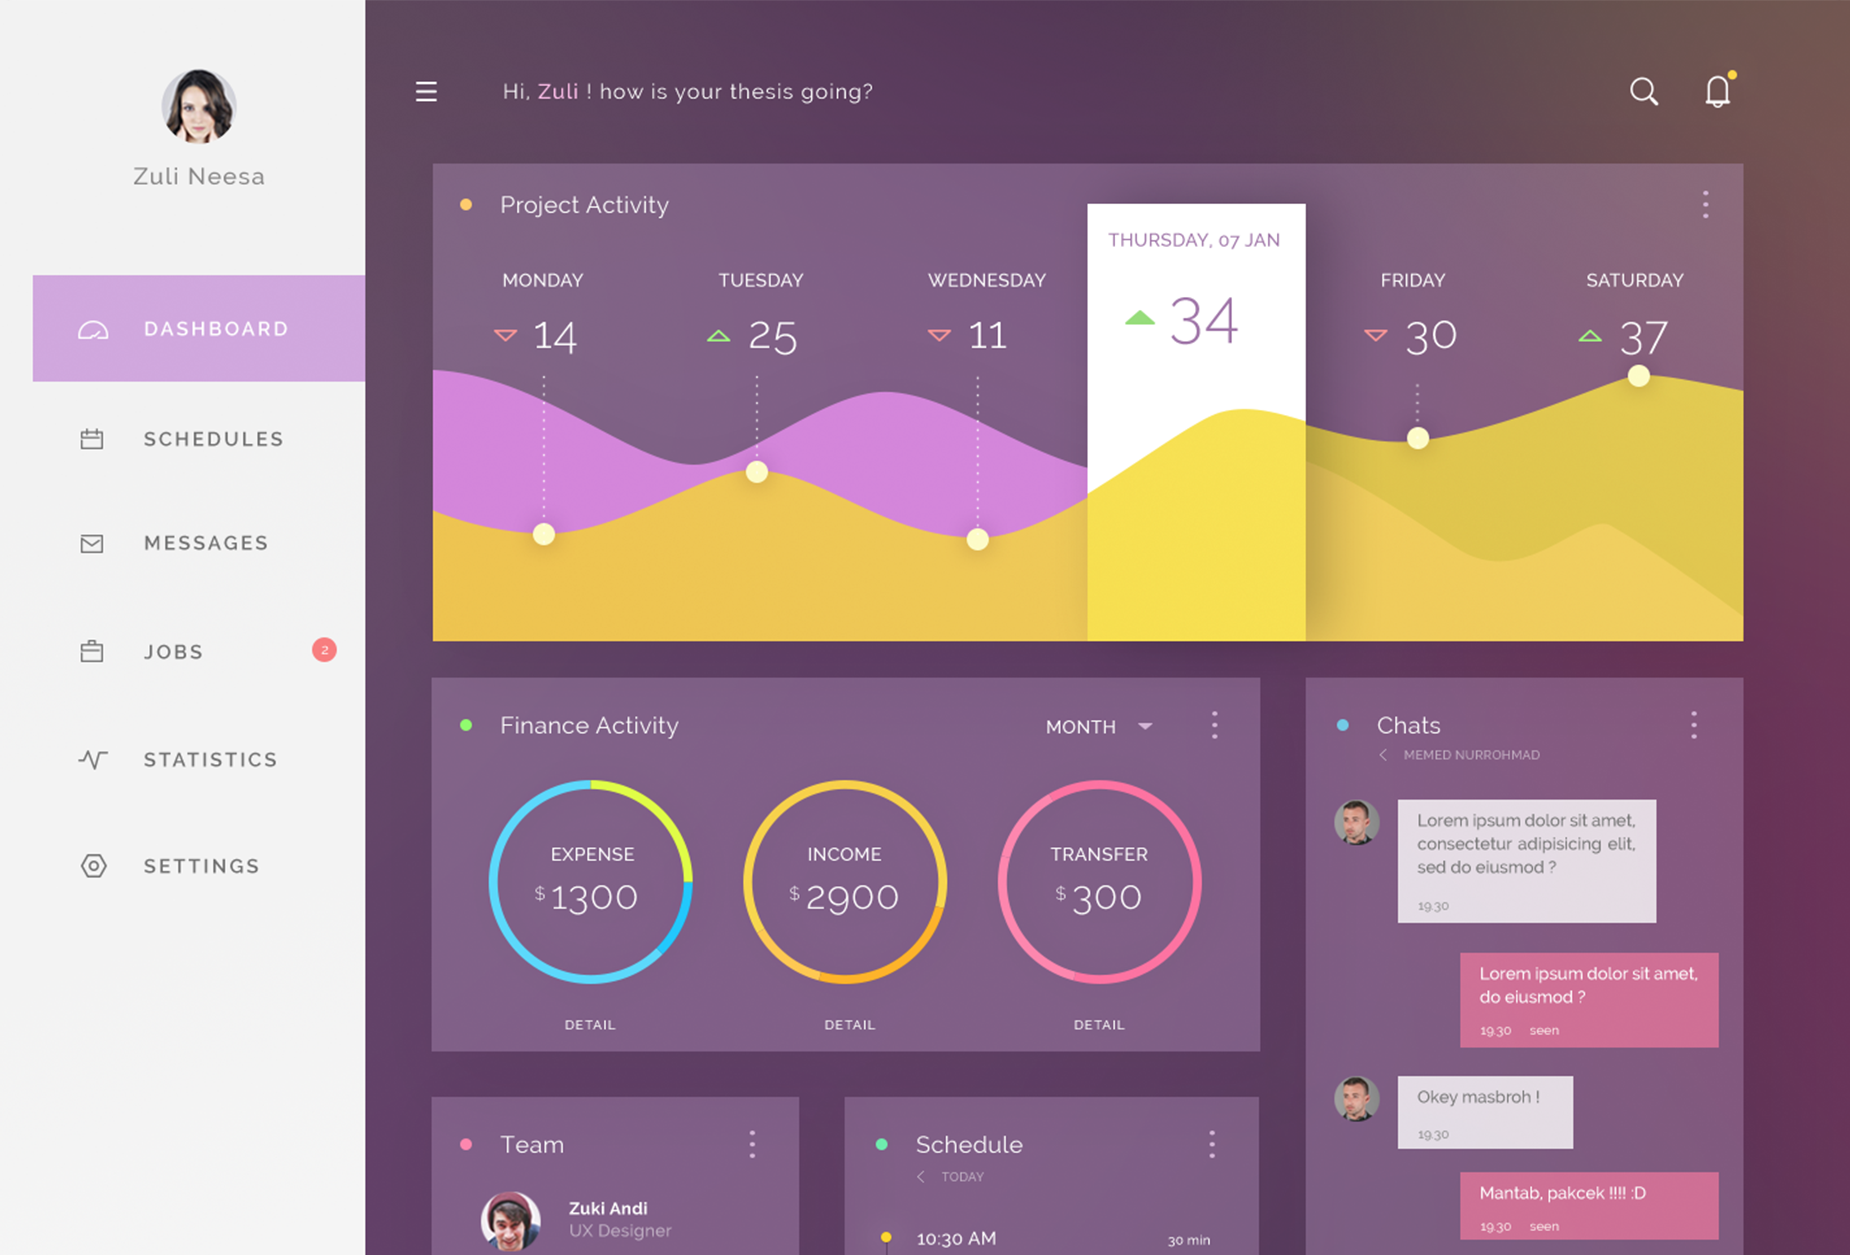 Zuli Neesa
DASHBOARD
SCHEDULES
MESSAGES
JOBS
2
STATISTICS
SETTINGS
Hi, Zuli ! how is your thesis going?
Project Activity
MONDAY
14
TUESDAY
25
WEDNESDAY
11
THURSDAY, 07 JAN
34
FRIDAY
30
SATURDAY
37
Finance Activity
MONTH
EXPENSE
$1300
DETAIL
INCOME
$2900
DETAIL
TRANSFER
$300
DETAIL
Chats
MEMED NURROHMAD
Lorem ipsum dolor sit amet,
consectetur adipisicing elit,
sed do eiusmod ?
19.30
Lorem ipsum dolor sit amet,
do eiusmod ?
19.30 seen
Okey masbroh !
19.30
Mantab, pakcek !!!! :D
19.30 seen
Team
Zuki Andi
UX Designer
Schedule
TODAY
10:30 AM
30 min